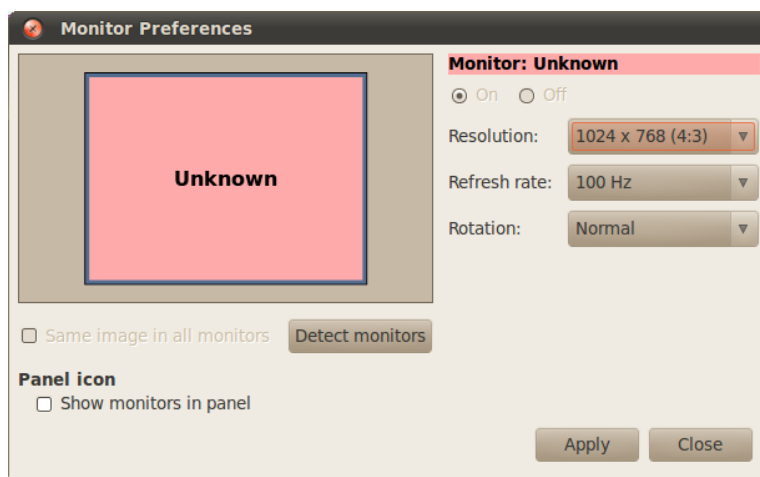 Monitor Preferences
Unknown
Monitor: Unknown
On Off
Resolution: 1024 x 768 (4:3)
Refresh rate: 100 Hz
Rotation: Normal
Same image in all monitors Detect monitors
Panel icon
Show monitors in panel
Apply Close